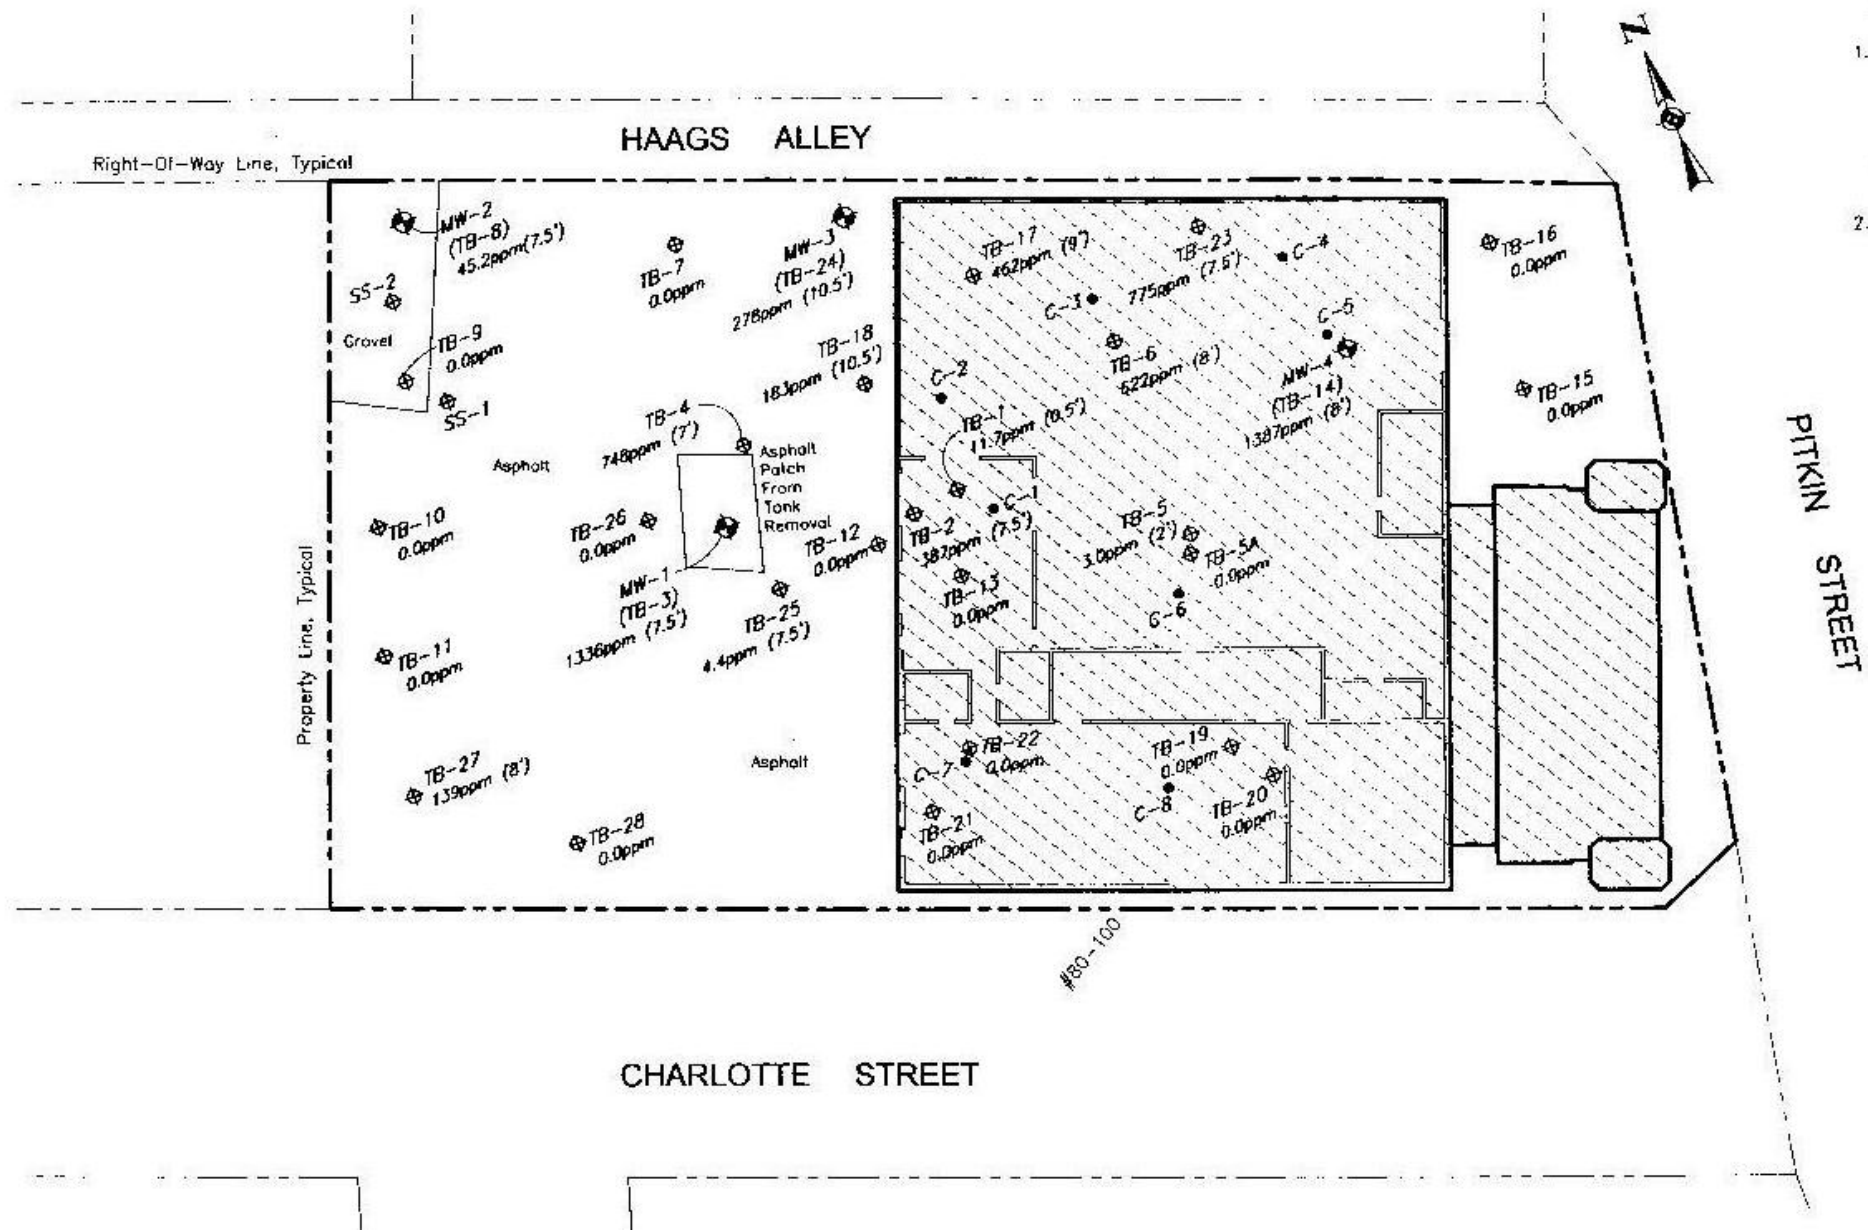 N
1.
2.
HAAGS ALLEY
Right-Of-Way Line, Typical
MW-2
(TB-8)
45.2ppm(7.5')
SS-2
Gravel
TB-9
0.0ppm
SS-1
TB-7
0.0ppm
MW-3
(TB-24)
278ppm (10.5')
TB-18
183ppm (10.5')
TB-17
462ppm (9')
TB-23
775ppm (7.5')
C-4
C-3
C-5
TB-6
622ppm (8')
MW-4
(TB-14)
1387ppm (8')
TB-16
0.0ppm
TB-15
0.0ppm
C-2
TB-1
11.7ppm (0.5')
TB-4
748ppm (7')
Asphalt
Asphalt
Patch
From
Tank
Removal
C-1
TB-2
387ppm (7.5')
TB-10
0.0ppm
TB-26
0.0ppm
TB-12
0.0ppm
TB-5
3.0ppm (2')
TB-5A
0.0ppm
TB-13
0.0ppm
C-6
MW-1
(TB-3)
1336ppm (7.5')
TB-25
4.4ppm (7.5')
TB-11
0.0ppm
Property Line, Typical
PITKIN STREET
TB-27
139ppm (8')
Asphalt
TB-28
0.0ppm
TB-22
0.0ppm
C-7
TB-21
0.0ppm
TB-19
0.0ppm
C-8
TB-20
0.0ppm
#80-100
CHARLOTTE STREET